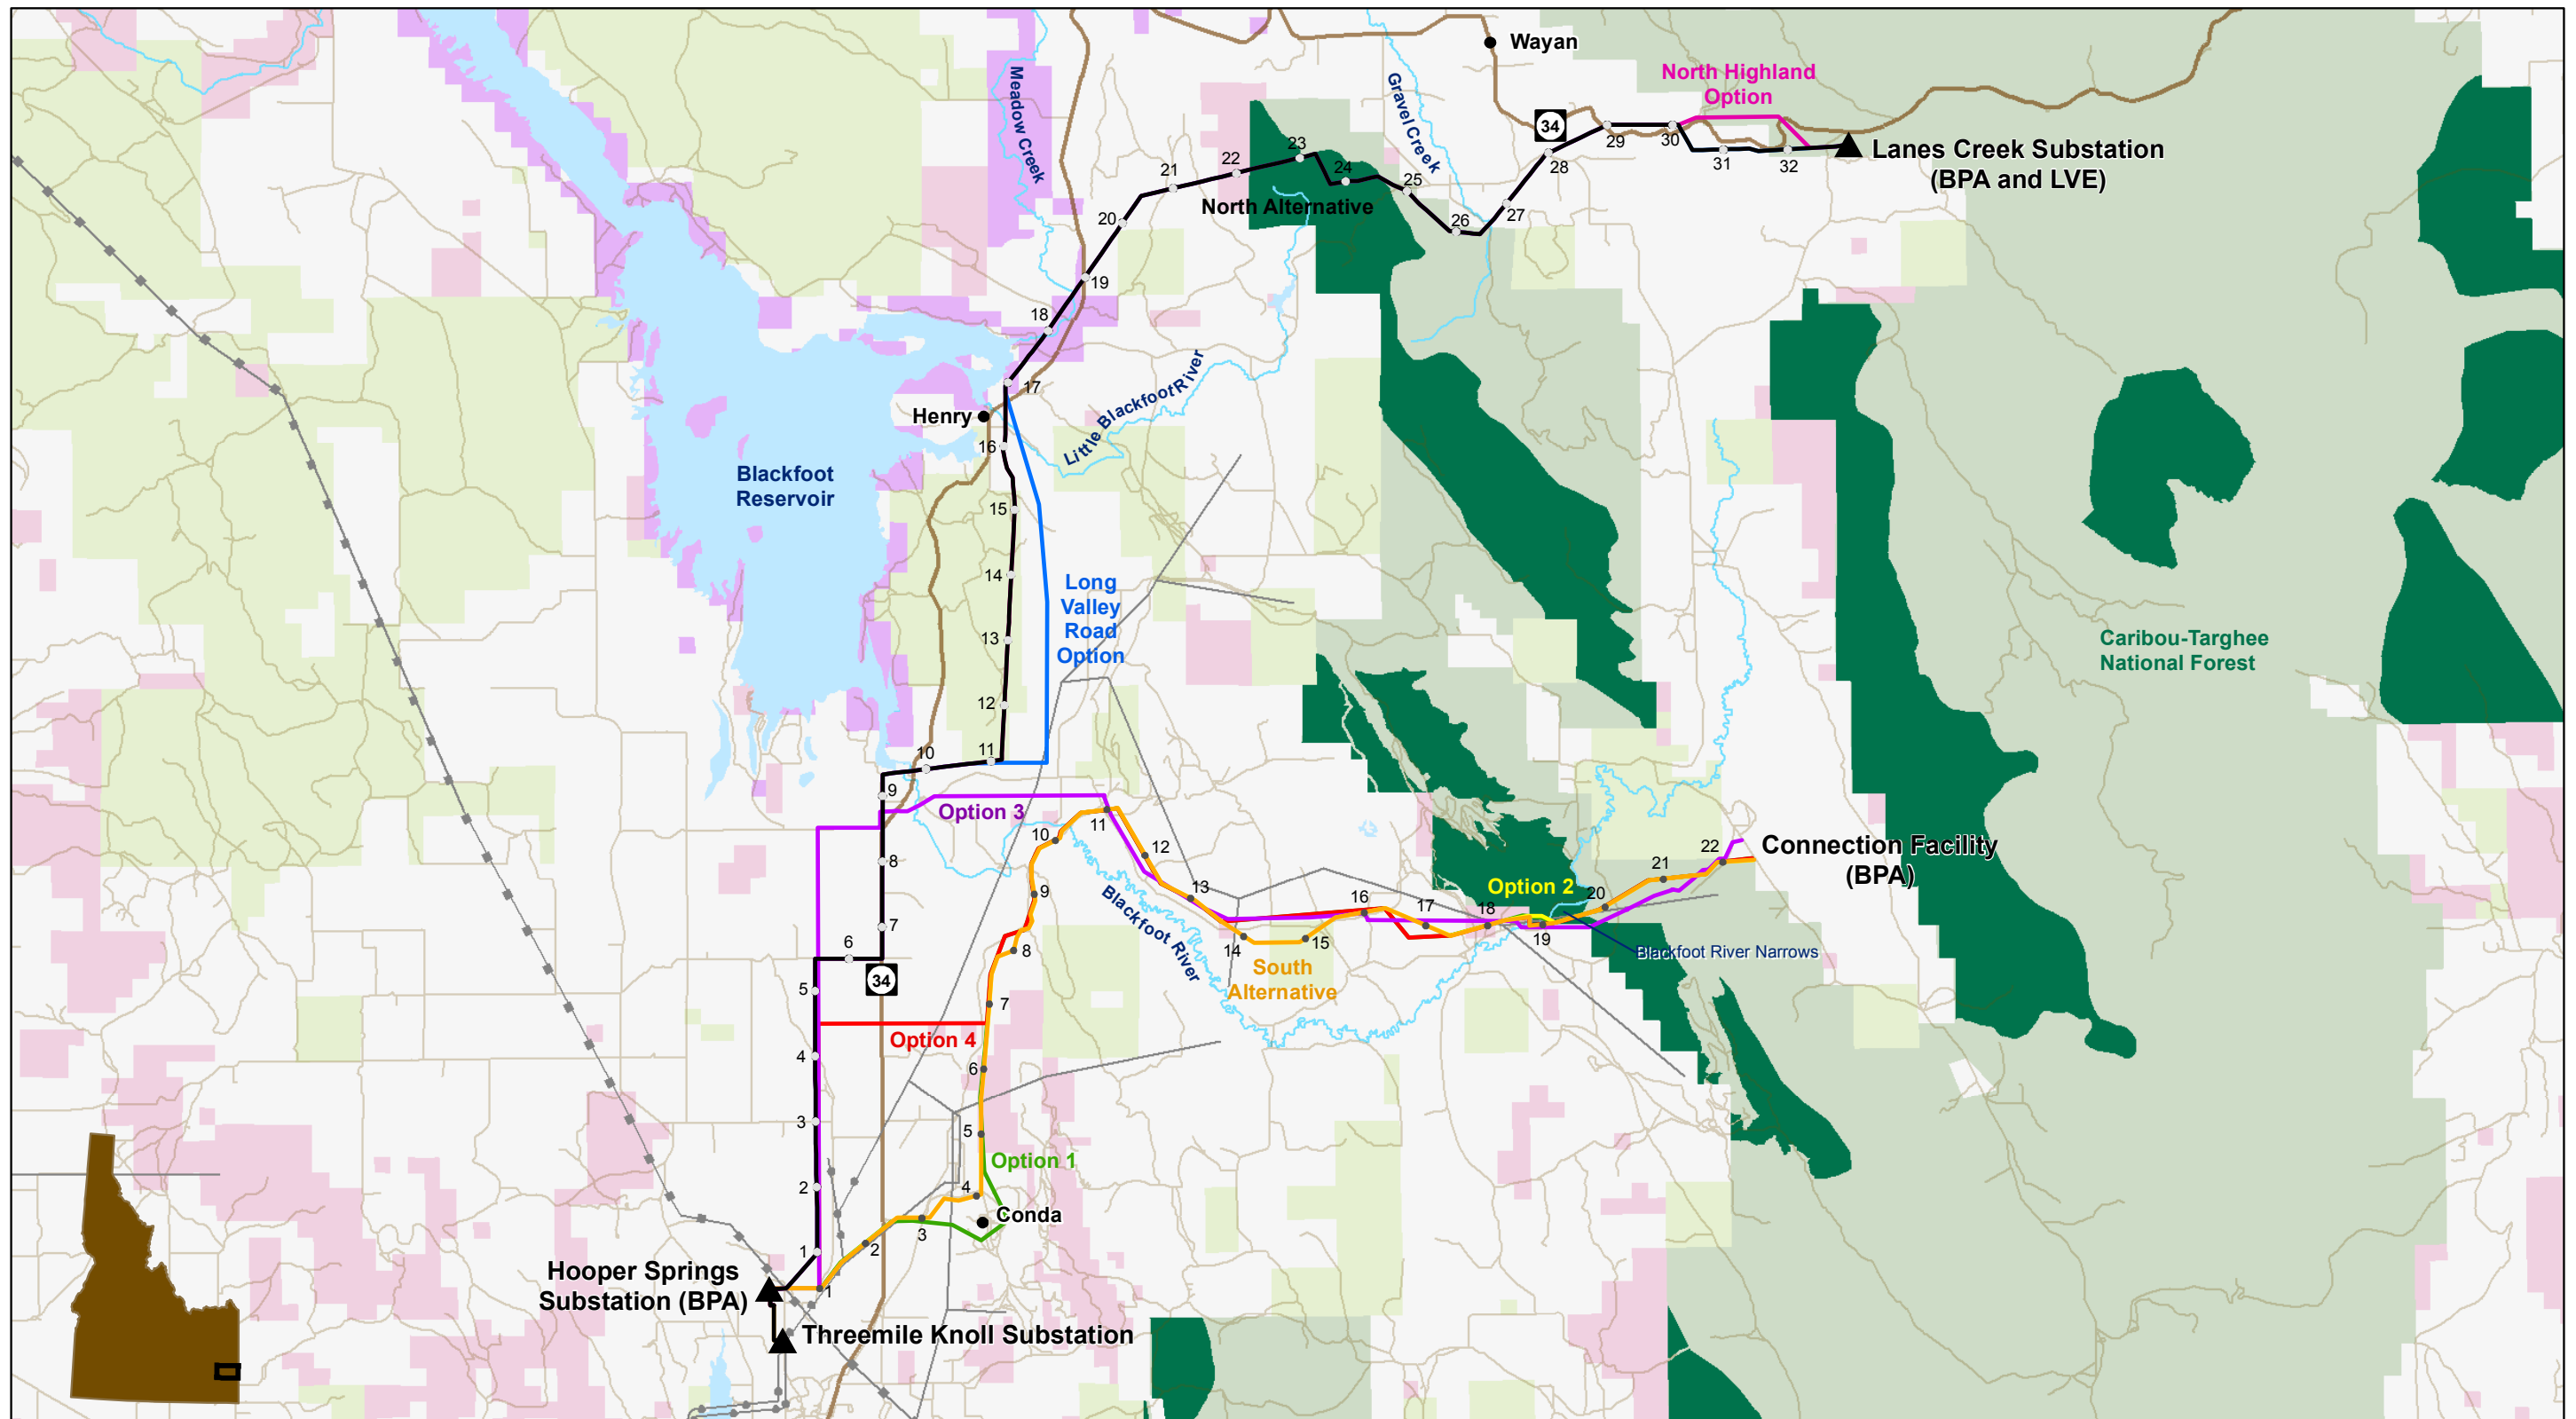 Wayan
North Highland
Option
34
Meadow Creek
Gravel Creek
23
22
24
21
25
20
26
27
28
29
30
31
32
Lanes Creek Substation
(BPA and LVE)
North Alternative
19
18
17
Henry
16
Little Blackfoot River
Blackfoot
Reservoir
15
14
Long
Valley
Road
Option
13
12
11
10
9
Caribou-Targhee
National Forest
Option 3
10
11
12
8
13
9
7
6
Blackfoot River
14
15
16
17
18
Option 2
19
20
21
22
Connection Facility
(BPA)
Blackfoot River Narrows
South
Alternative
8
34
5
7
Option 4
4
6
3
5
Option 1
2
4
Conda
3
2
1
1
Hooper Springs
Substation (BPA)
Threemile Knoll Substation